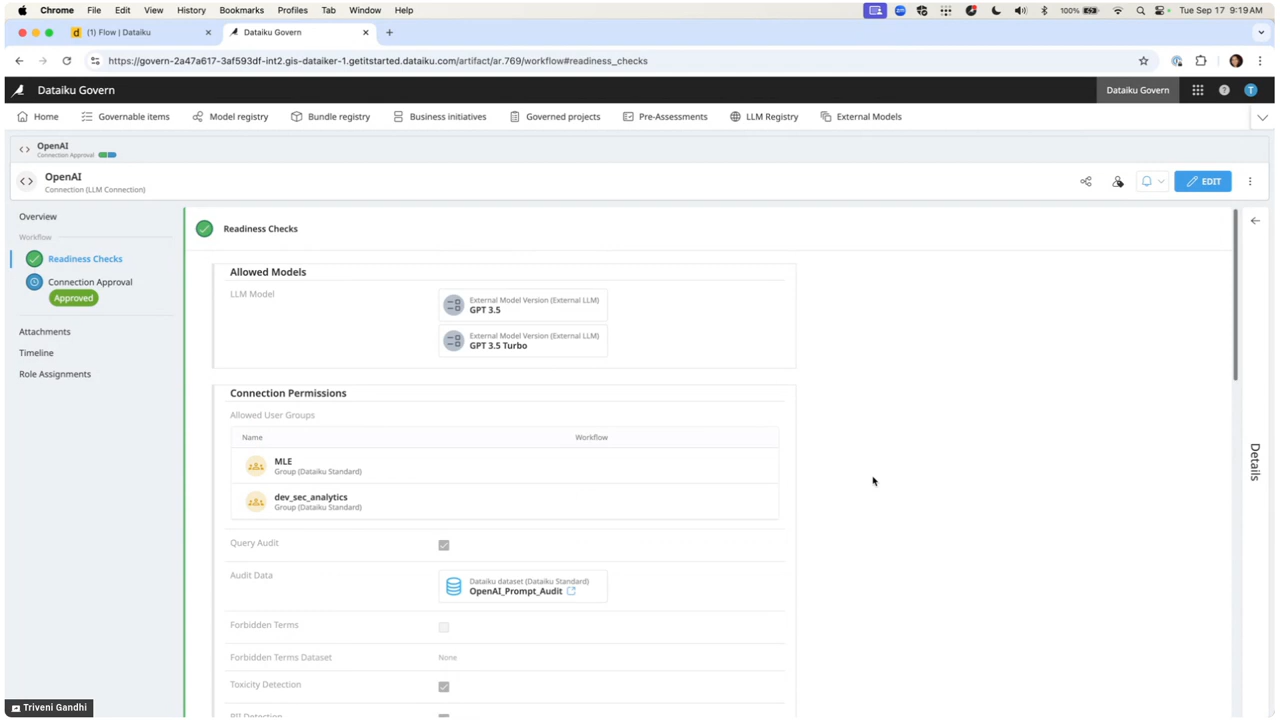 Chrome File Edit View History Bookmarks Profiles Tab Window Help 100% Tue Sep 17 9:19 AM
(1) Flow | Dataiku
Dataiku Govern
https://govern-2a47a617-3af593df-int2.gis-dataiker-1.getitstarted.dataiku.com/artifact/ar.769/workflow#readiness_checks
Dataiku Govern
Dataiku Govern
T
Home Governable items Model registry Bundle registry Business initiatives Governed projects Pre-Assessments LLM Registry External Models
OpenAI
Connection Approval
OpenAI
Connection (LLM Connection)
EDIT
Overview
Workflow
Readiness Checks
Connection Approval
Approved
Attachments
Timeline
Role Assignments
Readiness Checks
Allowed Models
LLM Model
External Model Version (External LLM)
GPT 3.5
External Model Version (External LLM)
GPT 3.5 Turbo
Connection Permissions
Allowed User Groups
Name Workflow
MLE
Group (Dataiku Standard)
dev_sec_analytics
Group (Dataiku Standard)
Query Audit
Audit Data
Dataiku dataset (Dataiku Standard)
OpenAI_Prompt_Audit
Forbidden Terms
Forbidden Terms Dataset None
Toxicity Detection
PII Detection
Details
Triveni Gandhi